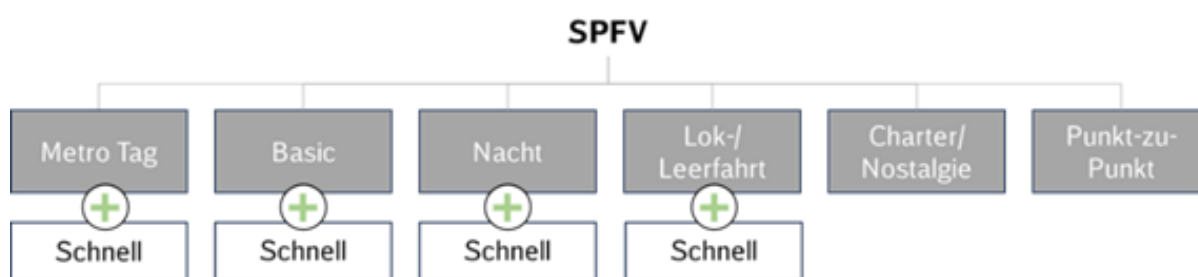 SPFV
Metro Tag
Basic
Nacht
Lok-/
Leerfahrt
Charter/
Nostalgie
Punkt-zu-
Punkt
Schnell
Schnell
Schnell
Schnell